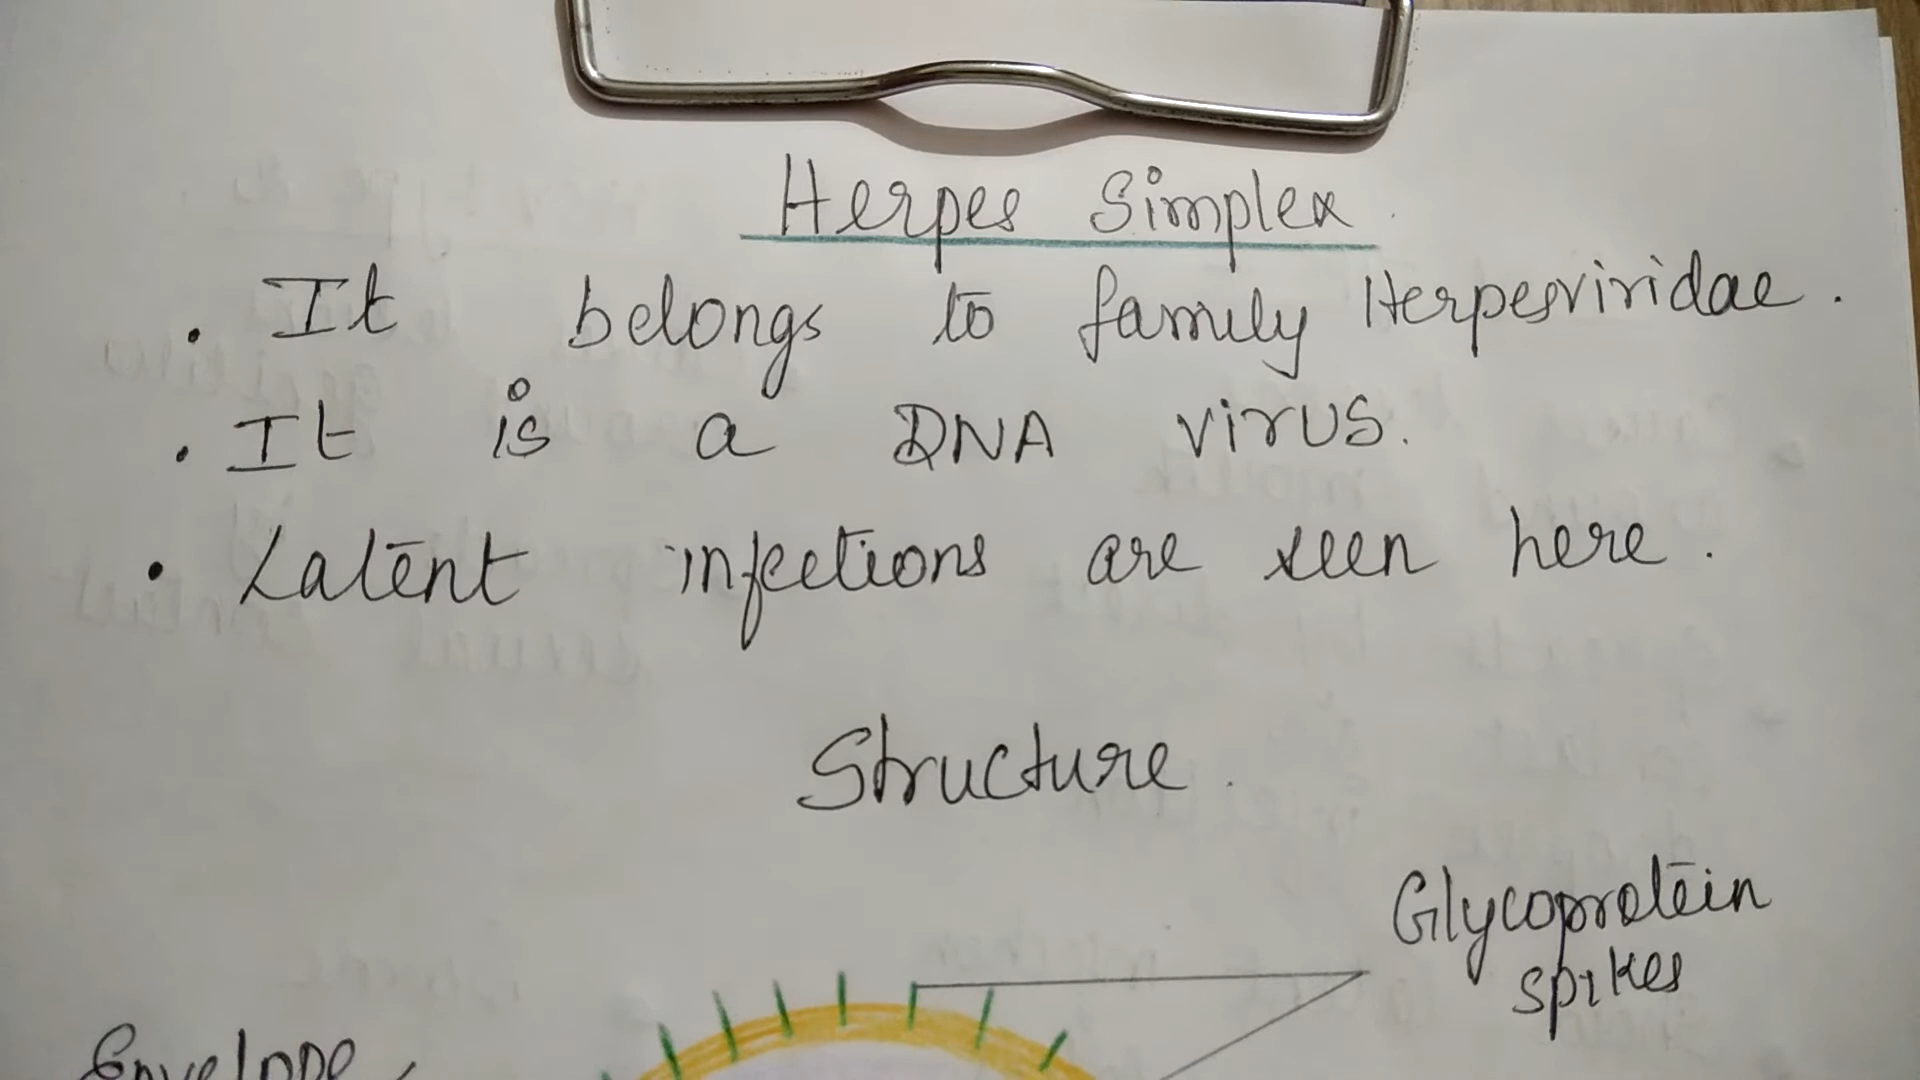 Herpes Simplex.
. It belongs to family Herpesviridae.
. It is a DNA virus.
• Latent infections are seen here.
Structure.
Glycoprotein
spikes
Envelope